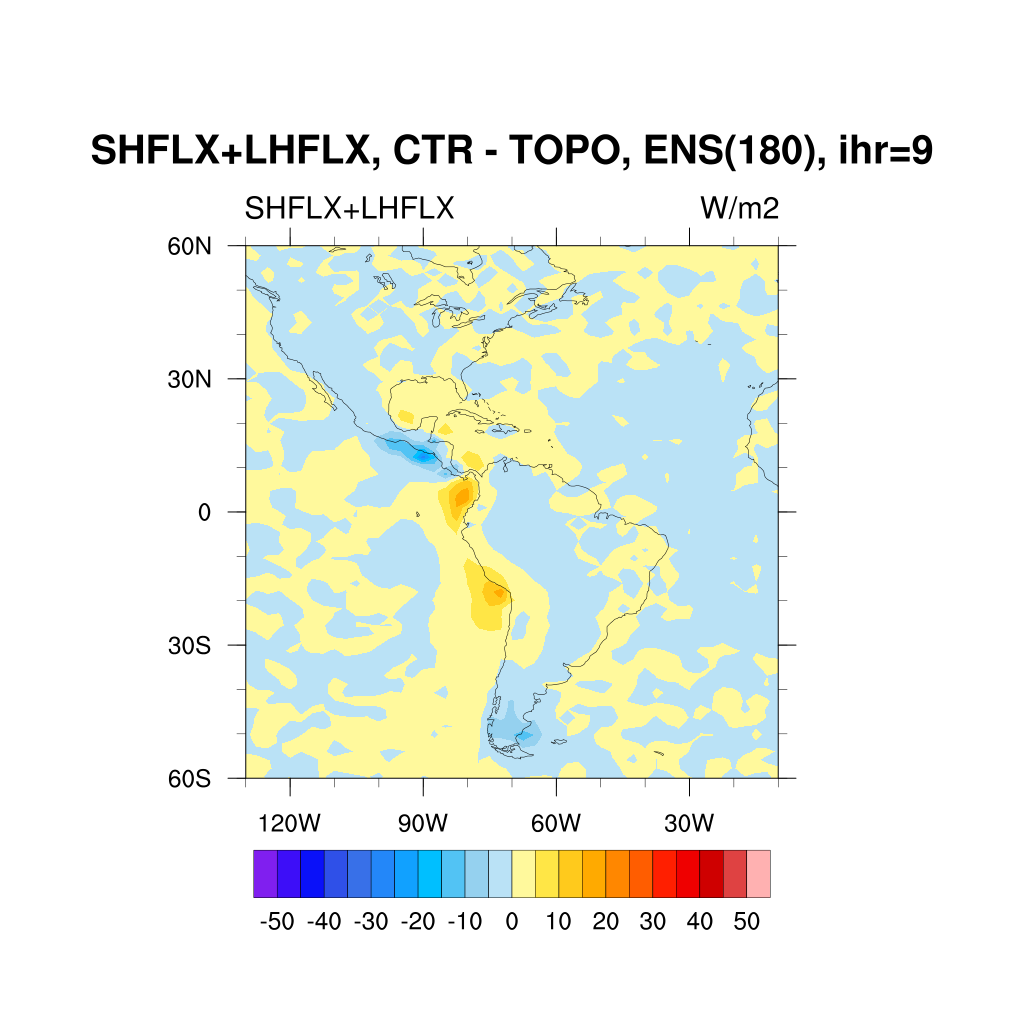 SHFLX+LHFLX, CTR - TOPO, ENS(180), ihr=9
SHFLX+LHFLX W/m2
60N
30N
0
30S
60S
120W 90W 60W 30W
-50 -40 -30 -20 -10 0 10 20 30 40 50